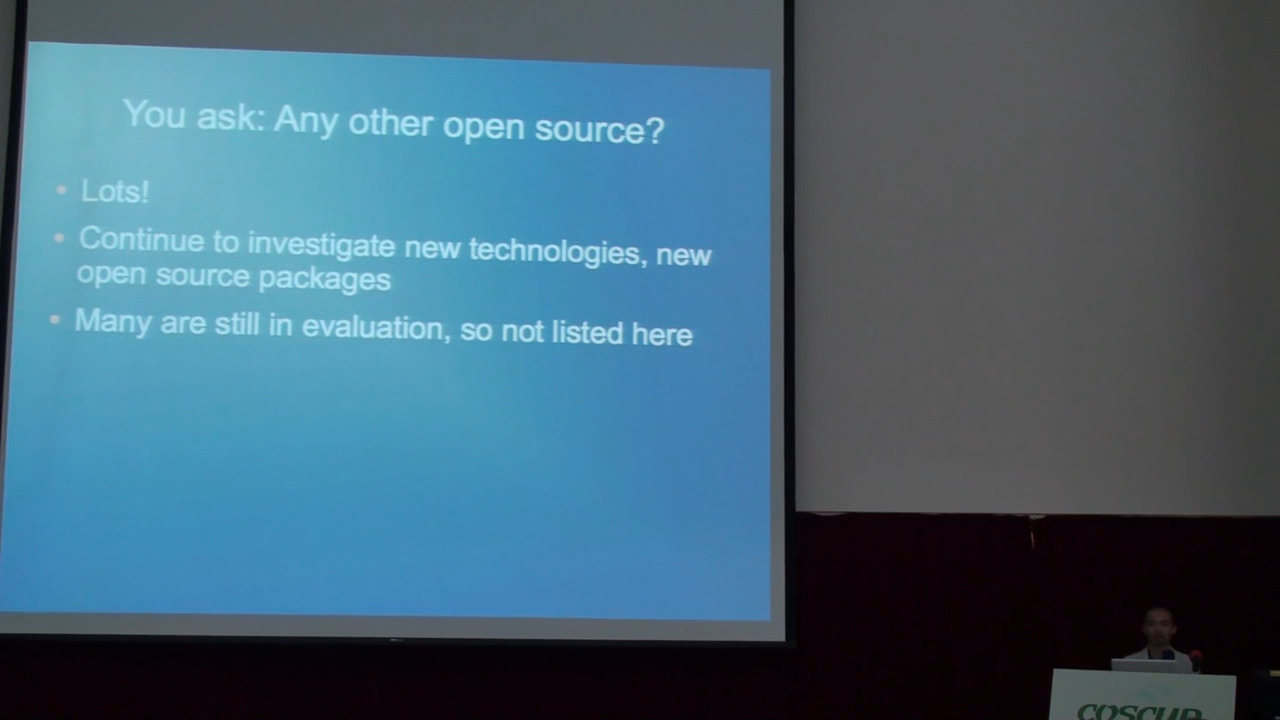 You ask: Any other open source?
• Lots!
• Continue to investigate new technologies, new
open source packages
• Many are still in evaluation, so not listed here
COSCUP